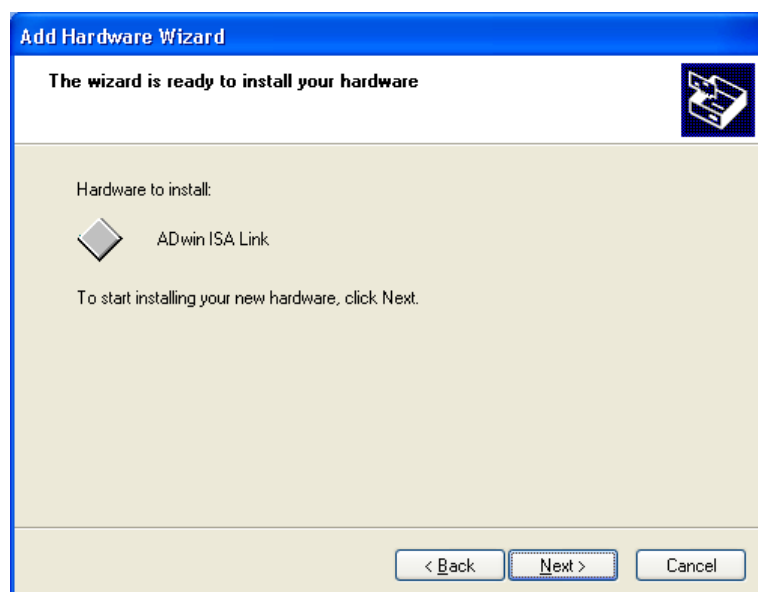 Add Hardware Wizard
The wizard is ready to install your hardware
Hardware to install:
ADwin ISA Link
To start installing your new hardware, click Next.
< Back
Next >
Cancel